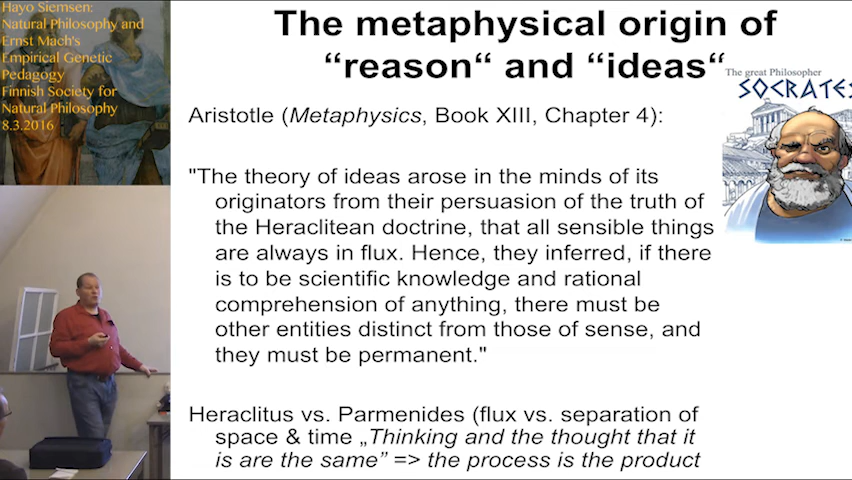 Hayo Siemsen:
Natural Philosophy and
Ernst Mach's
Empirical Genetic
Pedagogy
Finnish Society for
Natural Philosophy
8.3.2016
The metaphysical origin of
“reason“ and “ideas“
The great Philosopher
SOCRATES
Aristotle (Metaphysics, Book XIII, Chapter 4):
"The theory of ideas arose in the minds of its
originators from their persuasion of the truth of
the Heraclitean doctrine, that all sensible things
are always in flux. Hence, they inferred, if there
is to be scientific knowledge and rational
comprehension of anything, there must be
other entities distinct from those of sense, and
they must be permanent."
Heraclitus vs. Parmenides (flux vs. separation of
space & time „Thinking and the thought that it
is are the same” => the process is the product